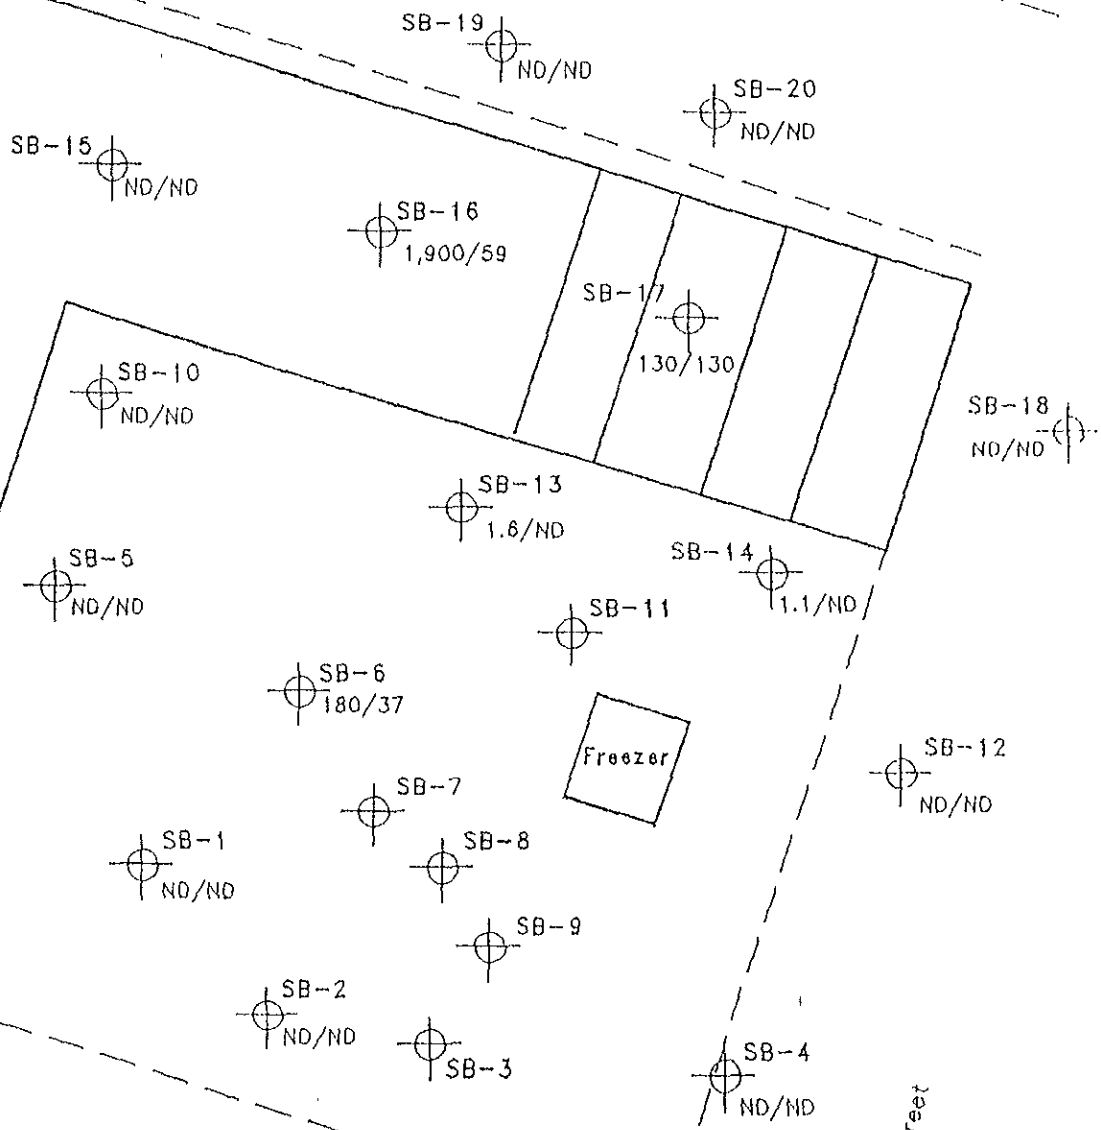 SB-19
ND/ND
SB-20
ND/ND
SB-15
ND/ND
SB-16
1,900/59
SB-17
130/130
SB-10
ND/ND
SB-18
ND/ND
SB-13
1.6/ND
SB-14
1.1/ND
SB-5
ND/ND
SB-11
SB-6
180/37
Freezer
SB-12
ND/ND
SB-7
SB-1
ND/ND
SB-8
SB-9
SB-2
ND/ND
SB-3
SB-4
ND/ND
reet